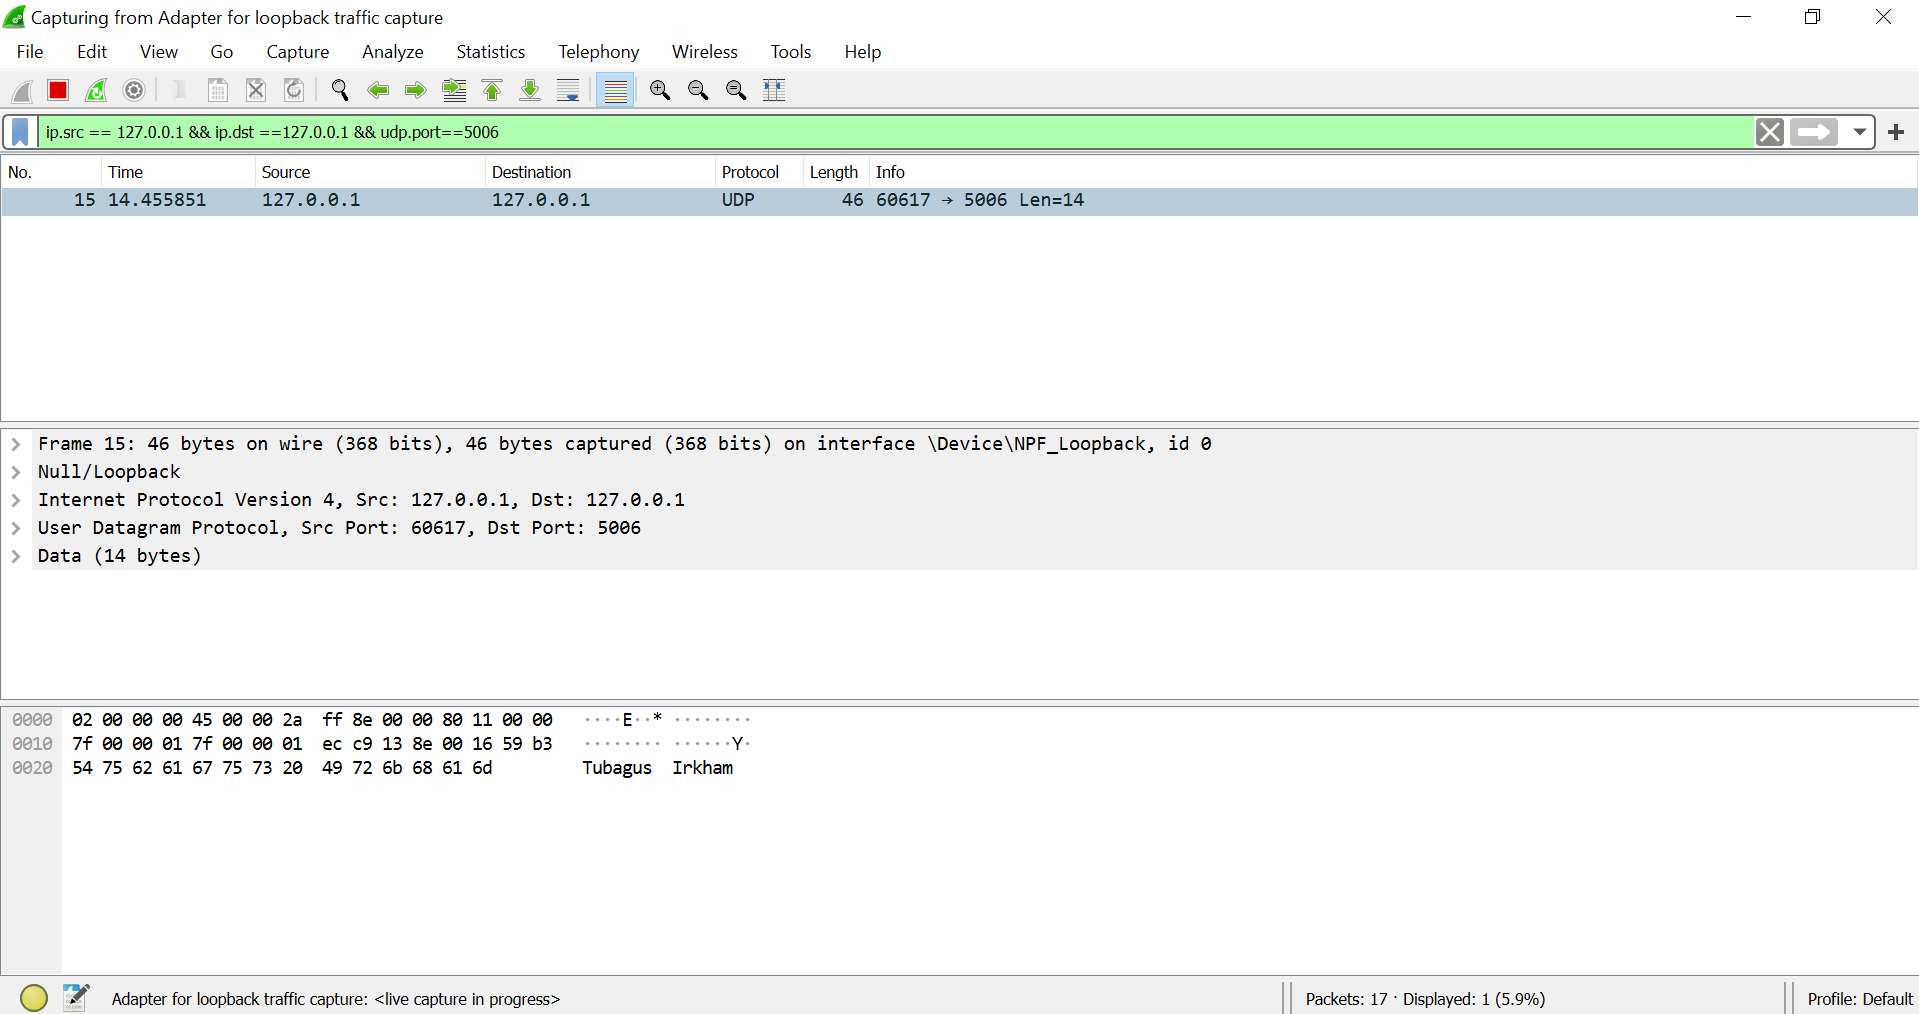 Capturing from Adapter for loopback traffic capture
File Edit View Go Capture Analyze Statistics Telephony Wireless Tools Help
ip.src == 127.0.0.1 && ip.dst ==127.0.0.1 && udp.port==5006
No. Time Source Destination Protocol Length Info
15 14.455851 127.0.0.1 127.0.0.1 UDP 46 60617 → 5006 Len=14
Frame 15: 46 bytes on wire (368 bits), 46 bytes captured (368 bits) on interface \Device\NPF_Loopback, id 0
Null/Loopback
Internet Protocol Version 4, Src: 127.0.0.1, Dst: 127.0.0.1
User Datagram Protocol, Src Port: 60617, Dst Port: 5006
Data (14 bytes)
0000 02 00 00 00 45 00 00 2a ff 8e 00 00 80 11 00 00 ····E··* ········
0010 7f 00 00 01 7f 00 00 01 ec c9 13 8e 00 16 59 b3 ········ ······Y·
0020 54 75 62 61 67 75 73 20 49 72 6b 68 61 6d Tubagus Irkham
Adapter for loopback traffic capture: <live capture in progress> Packets: 17 · Displayed: 1 (5.9%) Profile: Default